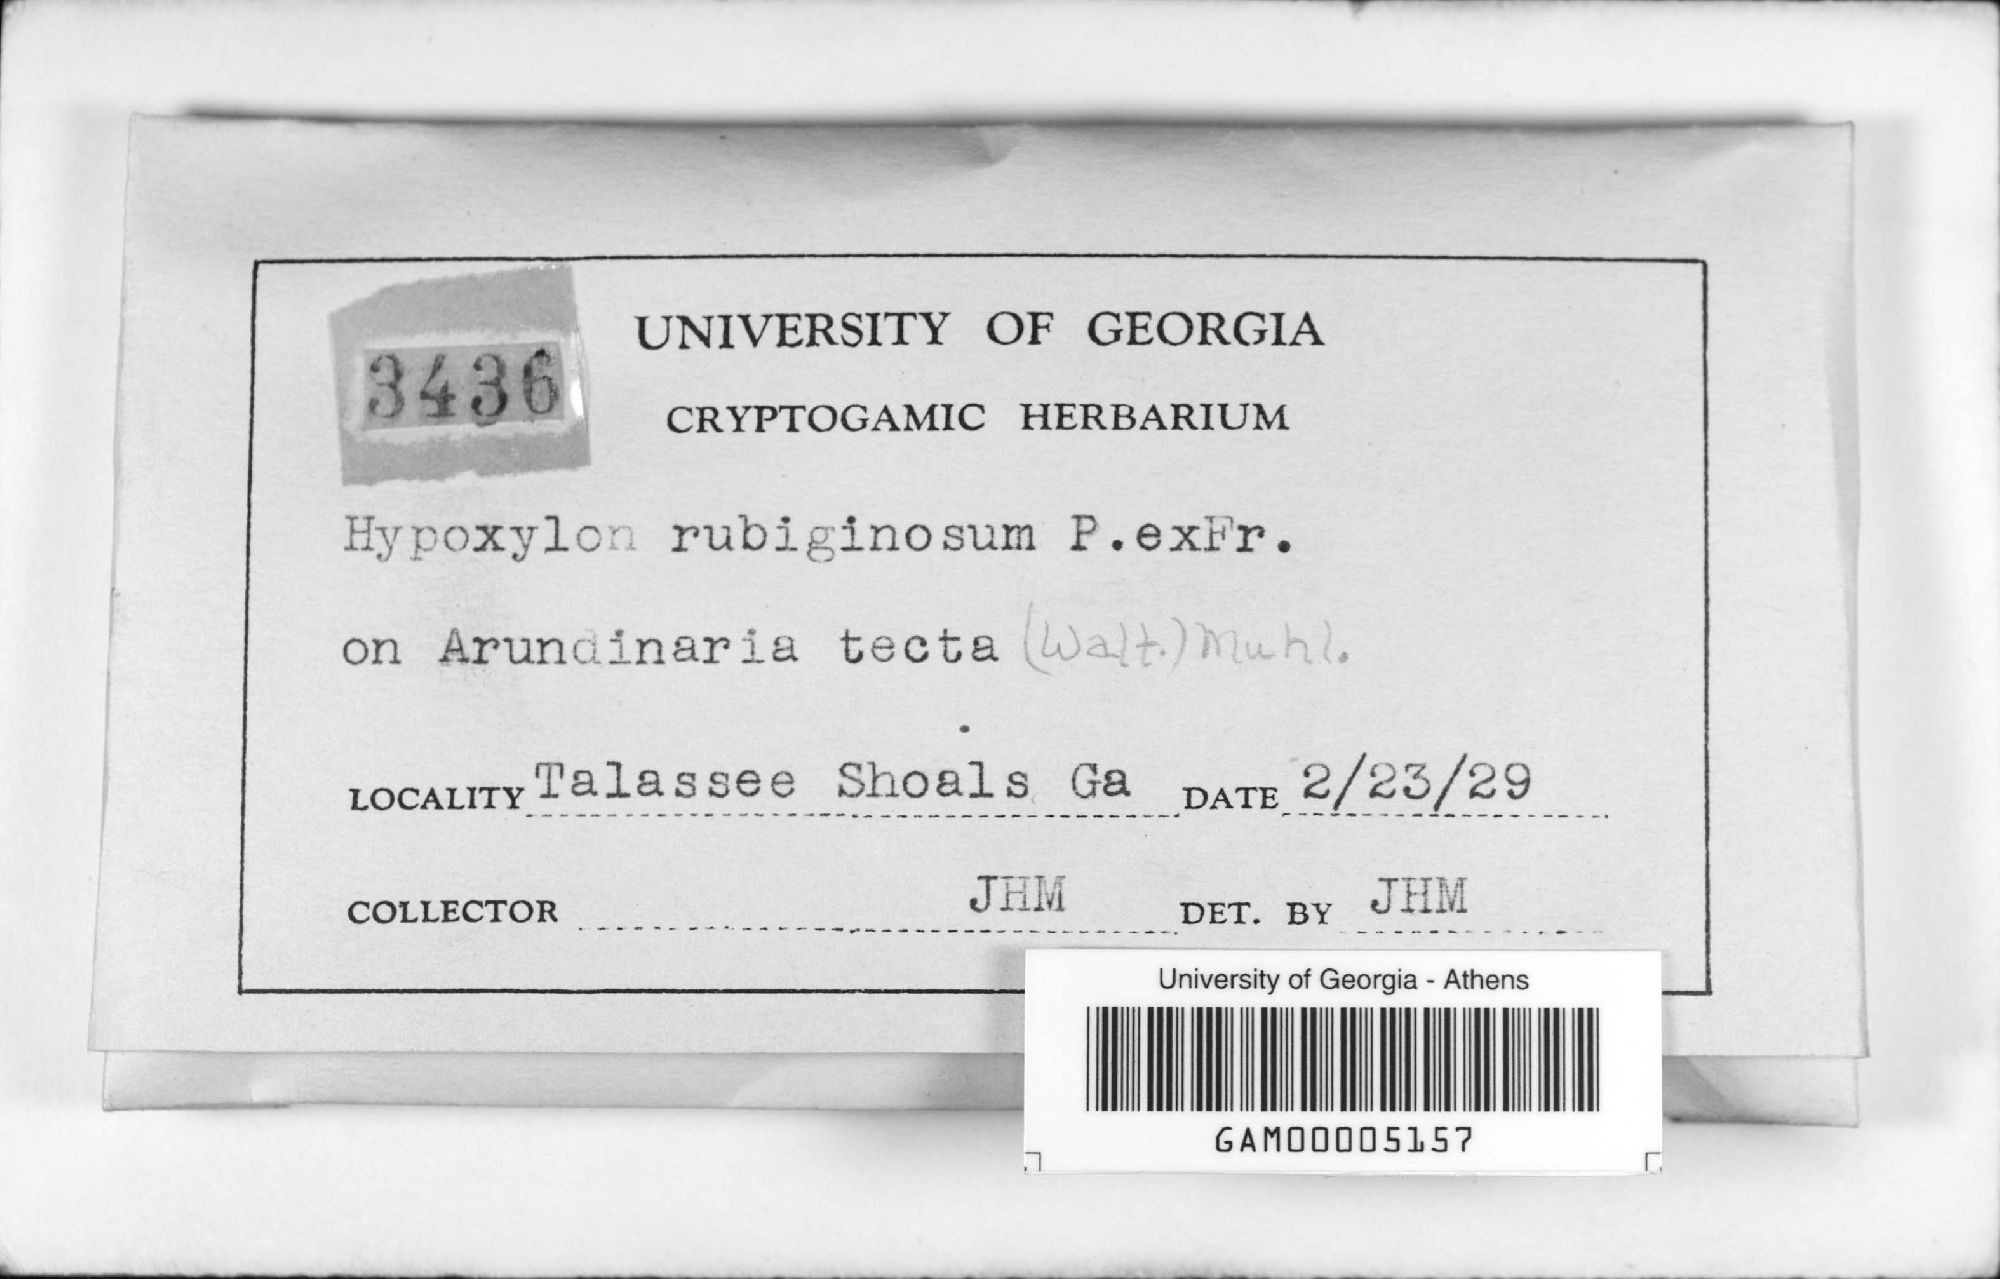 UNIVERSITY OF GEORGIA
3436
CRYPTOGAMIC HERBARIUM
Hypoxylon rubiginosum P.exFr.
on Arundinaria tecta (Walt.) Muhl.
LOCALITY Talassee Shoals Ga DATE 2/23/29
COLLECTOR JHM DET. BY JHM
University of Georgia - Athens
GAM00005157